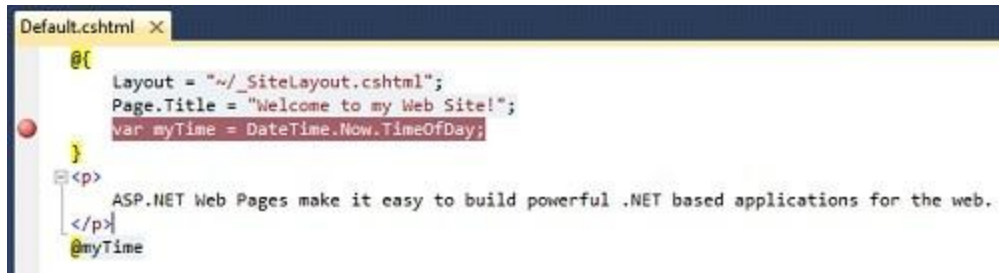 Default.cshtml X
@{
Layout = "~/_SiteLayout.cshtml";
Page.Title = "Welcome to my Web Site!";
var myTime = DateTime.Now.TimeOfDay;
}
<p>
ASP.NET Web Pages make it easy to build powerful .NET based applications for the web.
</p>
@myTime